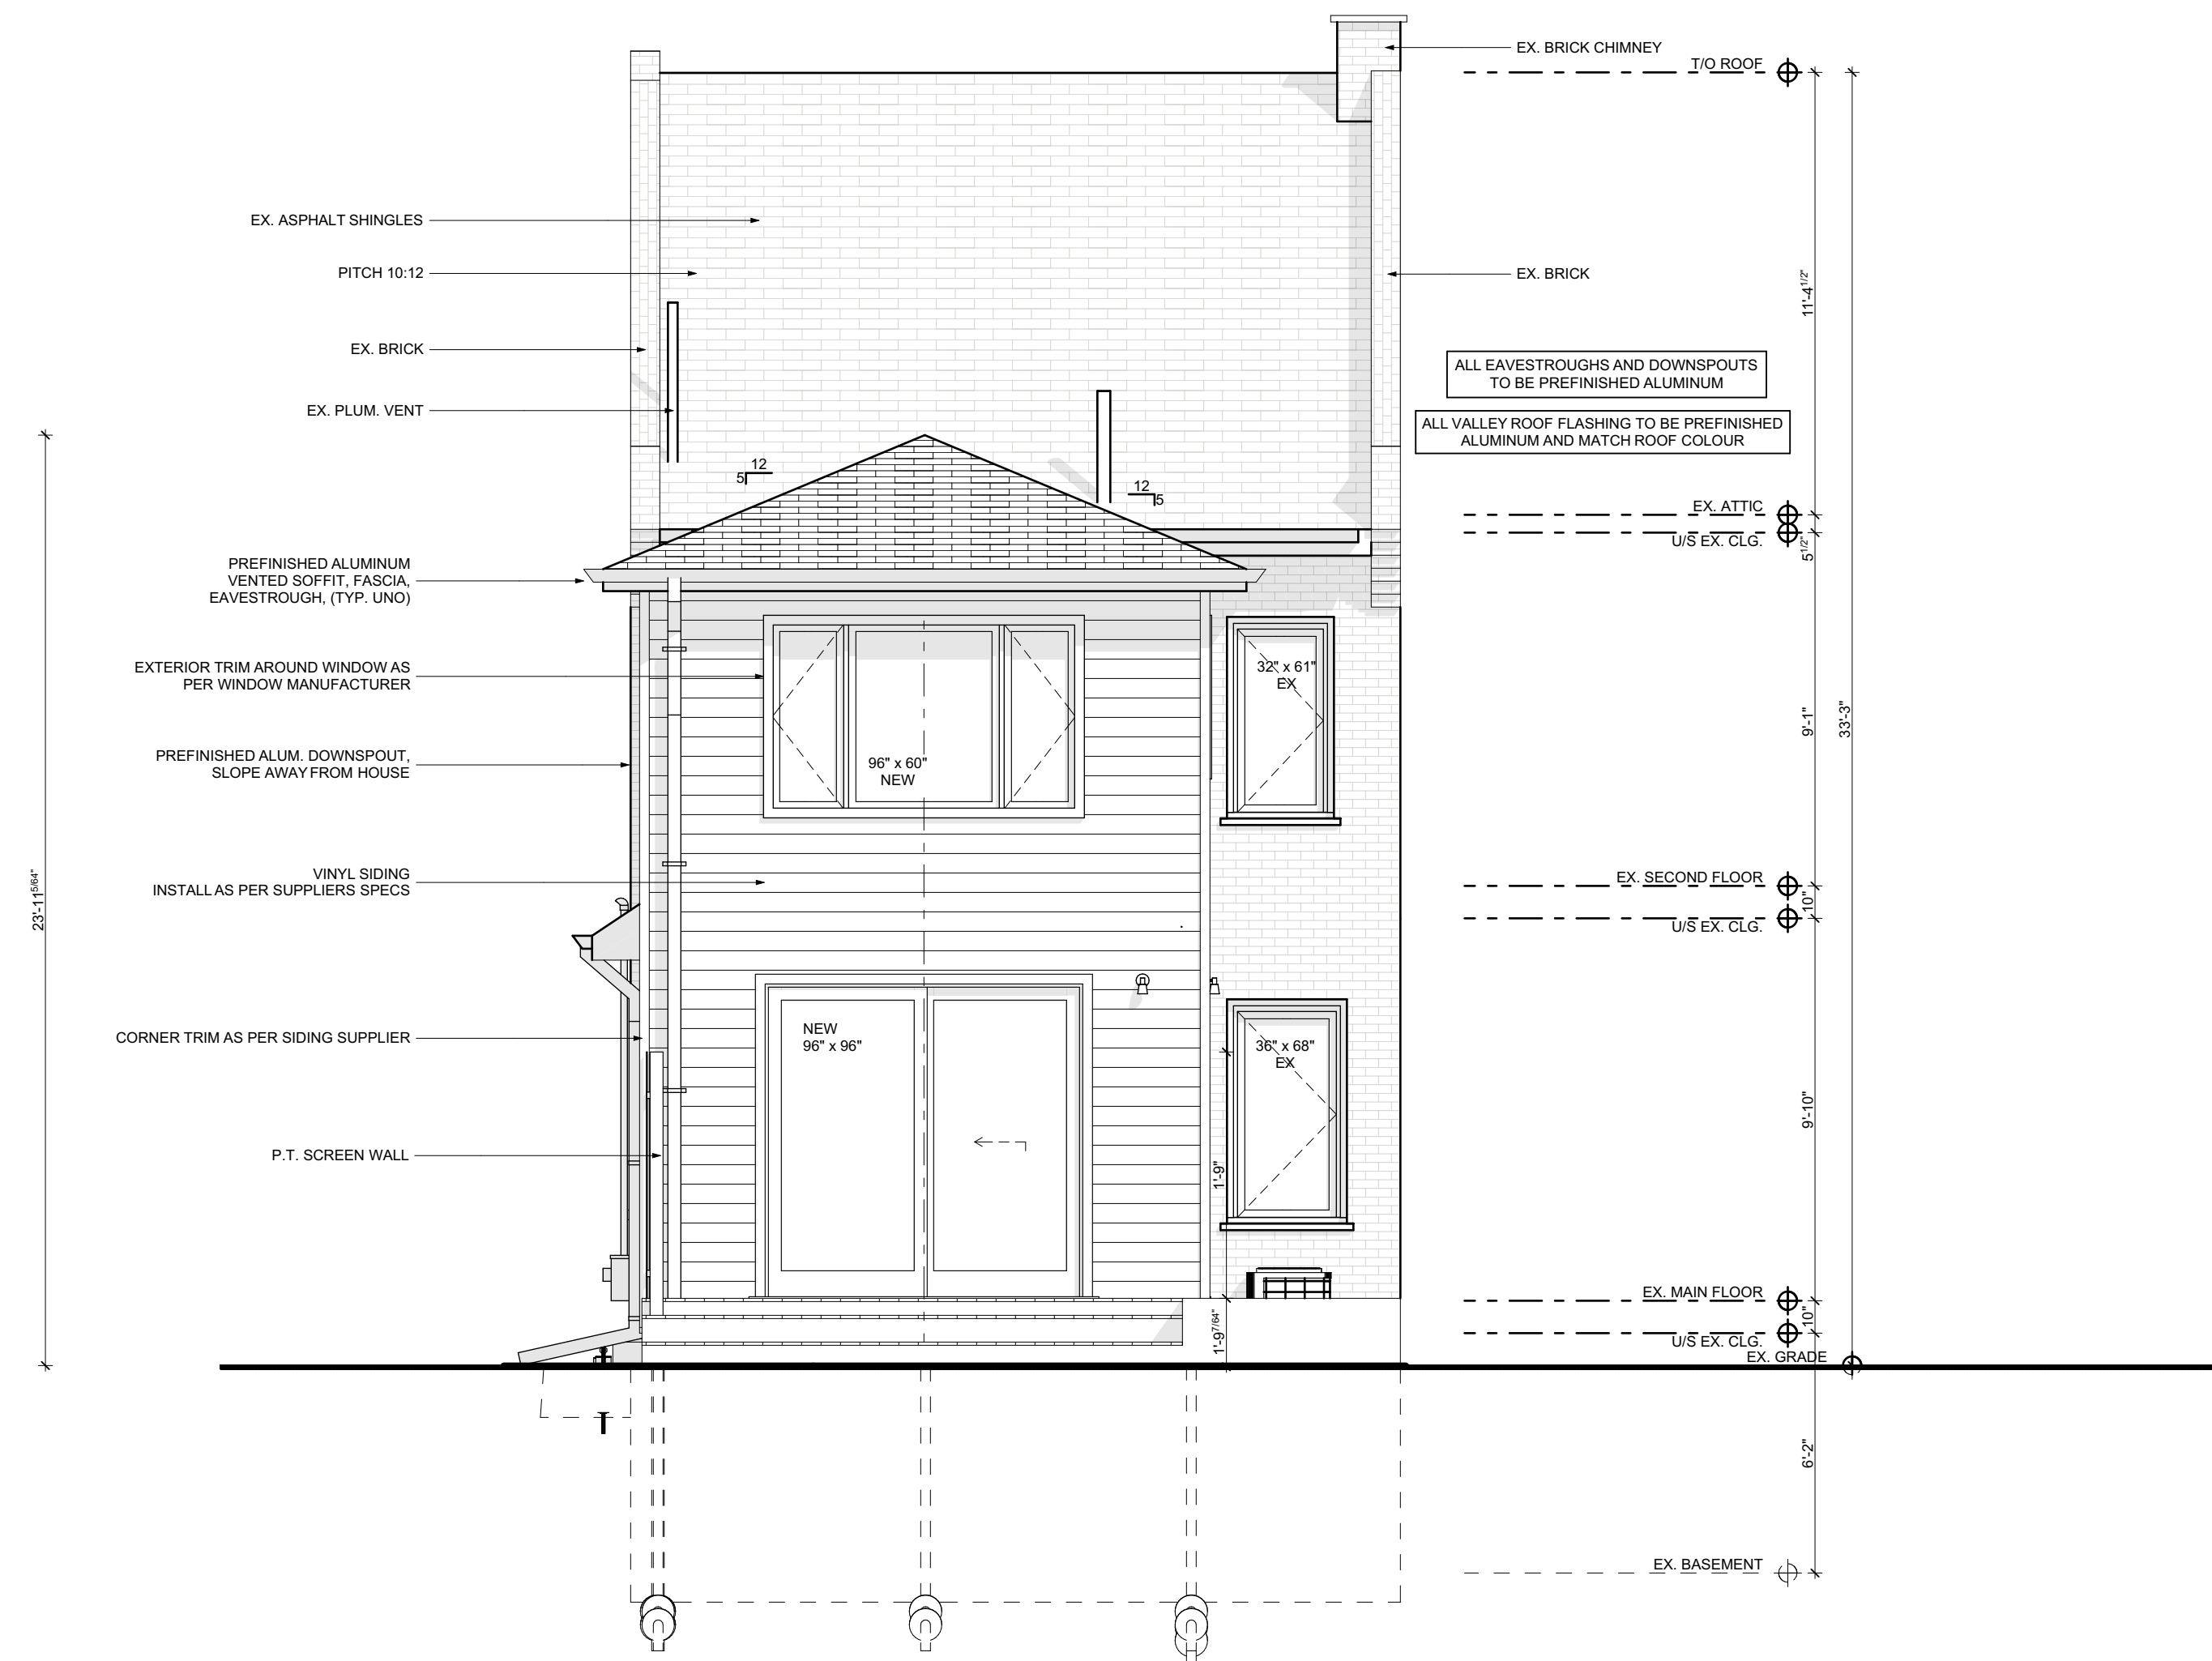 EX. BRICK CHIMNEY
T/O ROOF
EX. ASPHALT SHINGLES
PITCH 10:12
EX. BRICK
11'-4 1/2"
EX. BRICK
ALL EAVESTROUGHS AND DOWNSPOUTS
TO BE PREFINISHED ALUMINUM
EX. PLUM. VENT
ALL VALLEY ROOF FLASHING TO BE PREFINISHED
ALUMINUM AND MATCH ROOF COLOUR
12
5
12
5
EX. ATTIC
U/S EX. CLG.
5 1/2"
PREFINISHED ALUMINUM
VENTED SOFFIT, FASCIA,
EAVESTROUGH, (TYP. UNO)
EXTERIOR TRIM AROUND WINDOW AS
PER WINDOW MANUFACTURER
32" x 61"
EX
9'-1"
33'-3"
PREFINISHED ALUM. DOWNSPOUT,
SLOPE AWAY FROM HOUSE
96" x 60"
NEW
23'-11 5/64"
VINYL SIDING
INSTALL AS PER SUPPLIERS SPECS
EX. SECOND FLOOR
10"
U/S EX. CLG.
CORNER TRIM AS PER SIDING SUPPLIER
NEW
96" x 96"
36" x 68"
EX
9'-10"
P.T. SCREEN WALL
1'-9"
EX. MAIN FLOOR
10"
1'-9 7/64"
U/S EX. CLG.
EX. GRADE
6'-2"
EX. BASEMENT